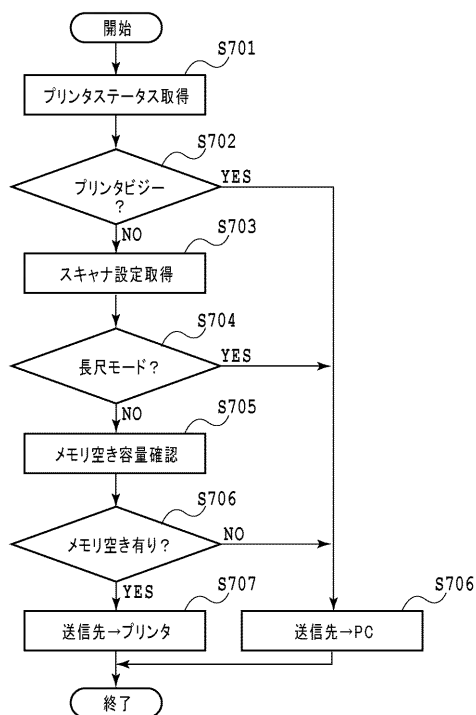 開始
S701
プリンタステータス取得
S702
プリンタビジー
?
YES
NO
S703
スキャナ設定取得
S704
長尺モード?
YES
NO
S705
メモリ空き容量確認
S706
メモリ空き有り?
NO
YES
S707
送信先→プリンタ
S706
送信先→PC
終了